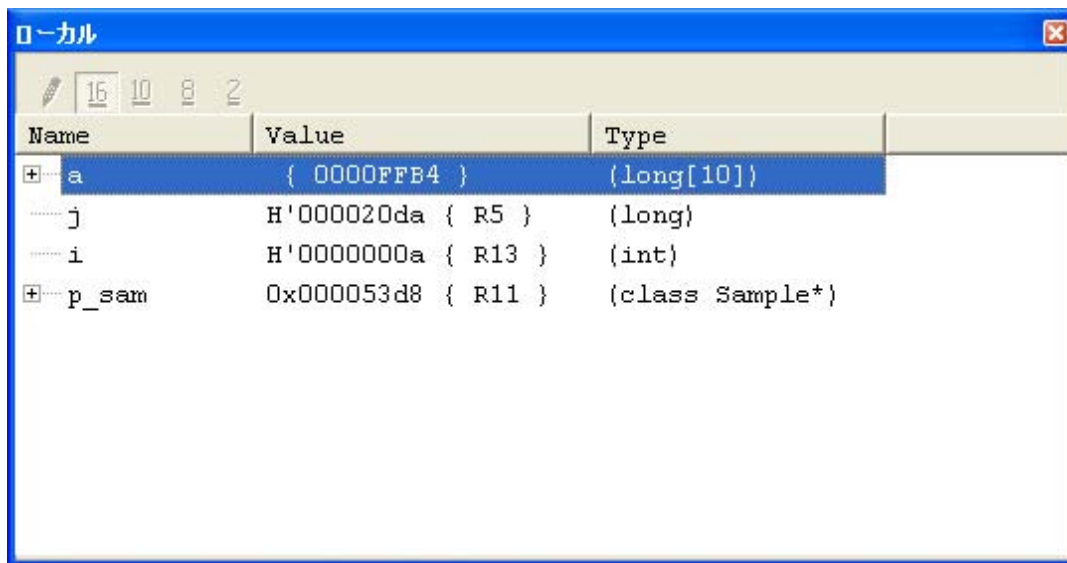 ローカル
16 10 8 2
Name Value Type
a { 0000FFB4 } (long[10])
j H'000020da { R5 } (long)
i H'0000000a { R13 } (int)
p_sam 0x000053d8 { R11 } (class Sample*)